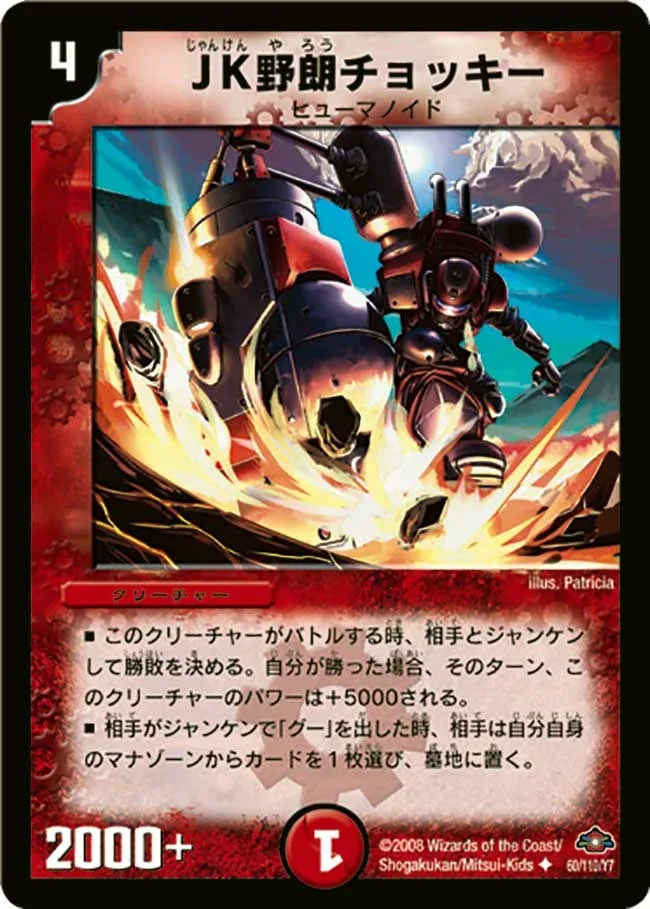 4
じゃんけん や ろう
JK野朗チョッキー
ヒューマノイド
illus. Patricia
クリーチャー
■ このクリーチャーがバトルする時、相手とジャンケン
して勝敗を決める。自分が勝った場合、そのターン、こ
のクリーチャーのパワーは+5000される。
■ 相手がジャンケンで「グー」を出した時、相手は自分自身
のマナゾーンからカードを1枚選び、墓地に置く。
2000+
1
©2008 Wizards of the Coast/
Shogakukan/Mitsui-Kids
60/110/Y7